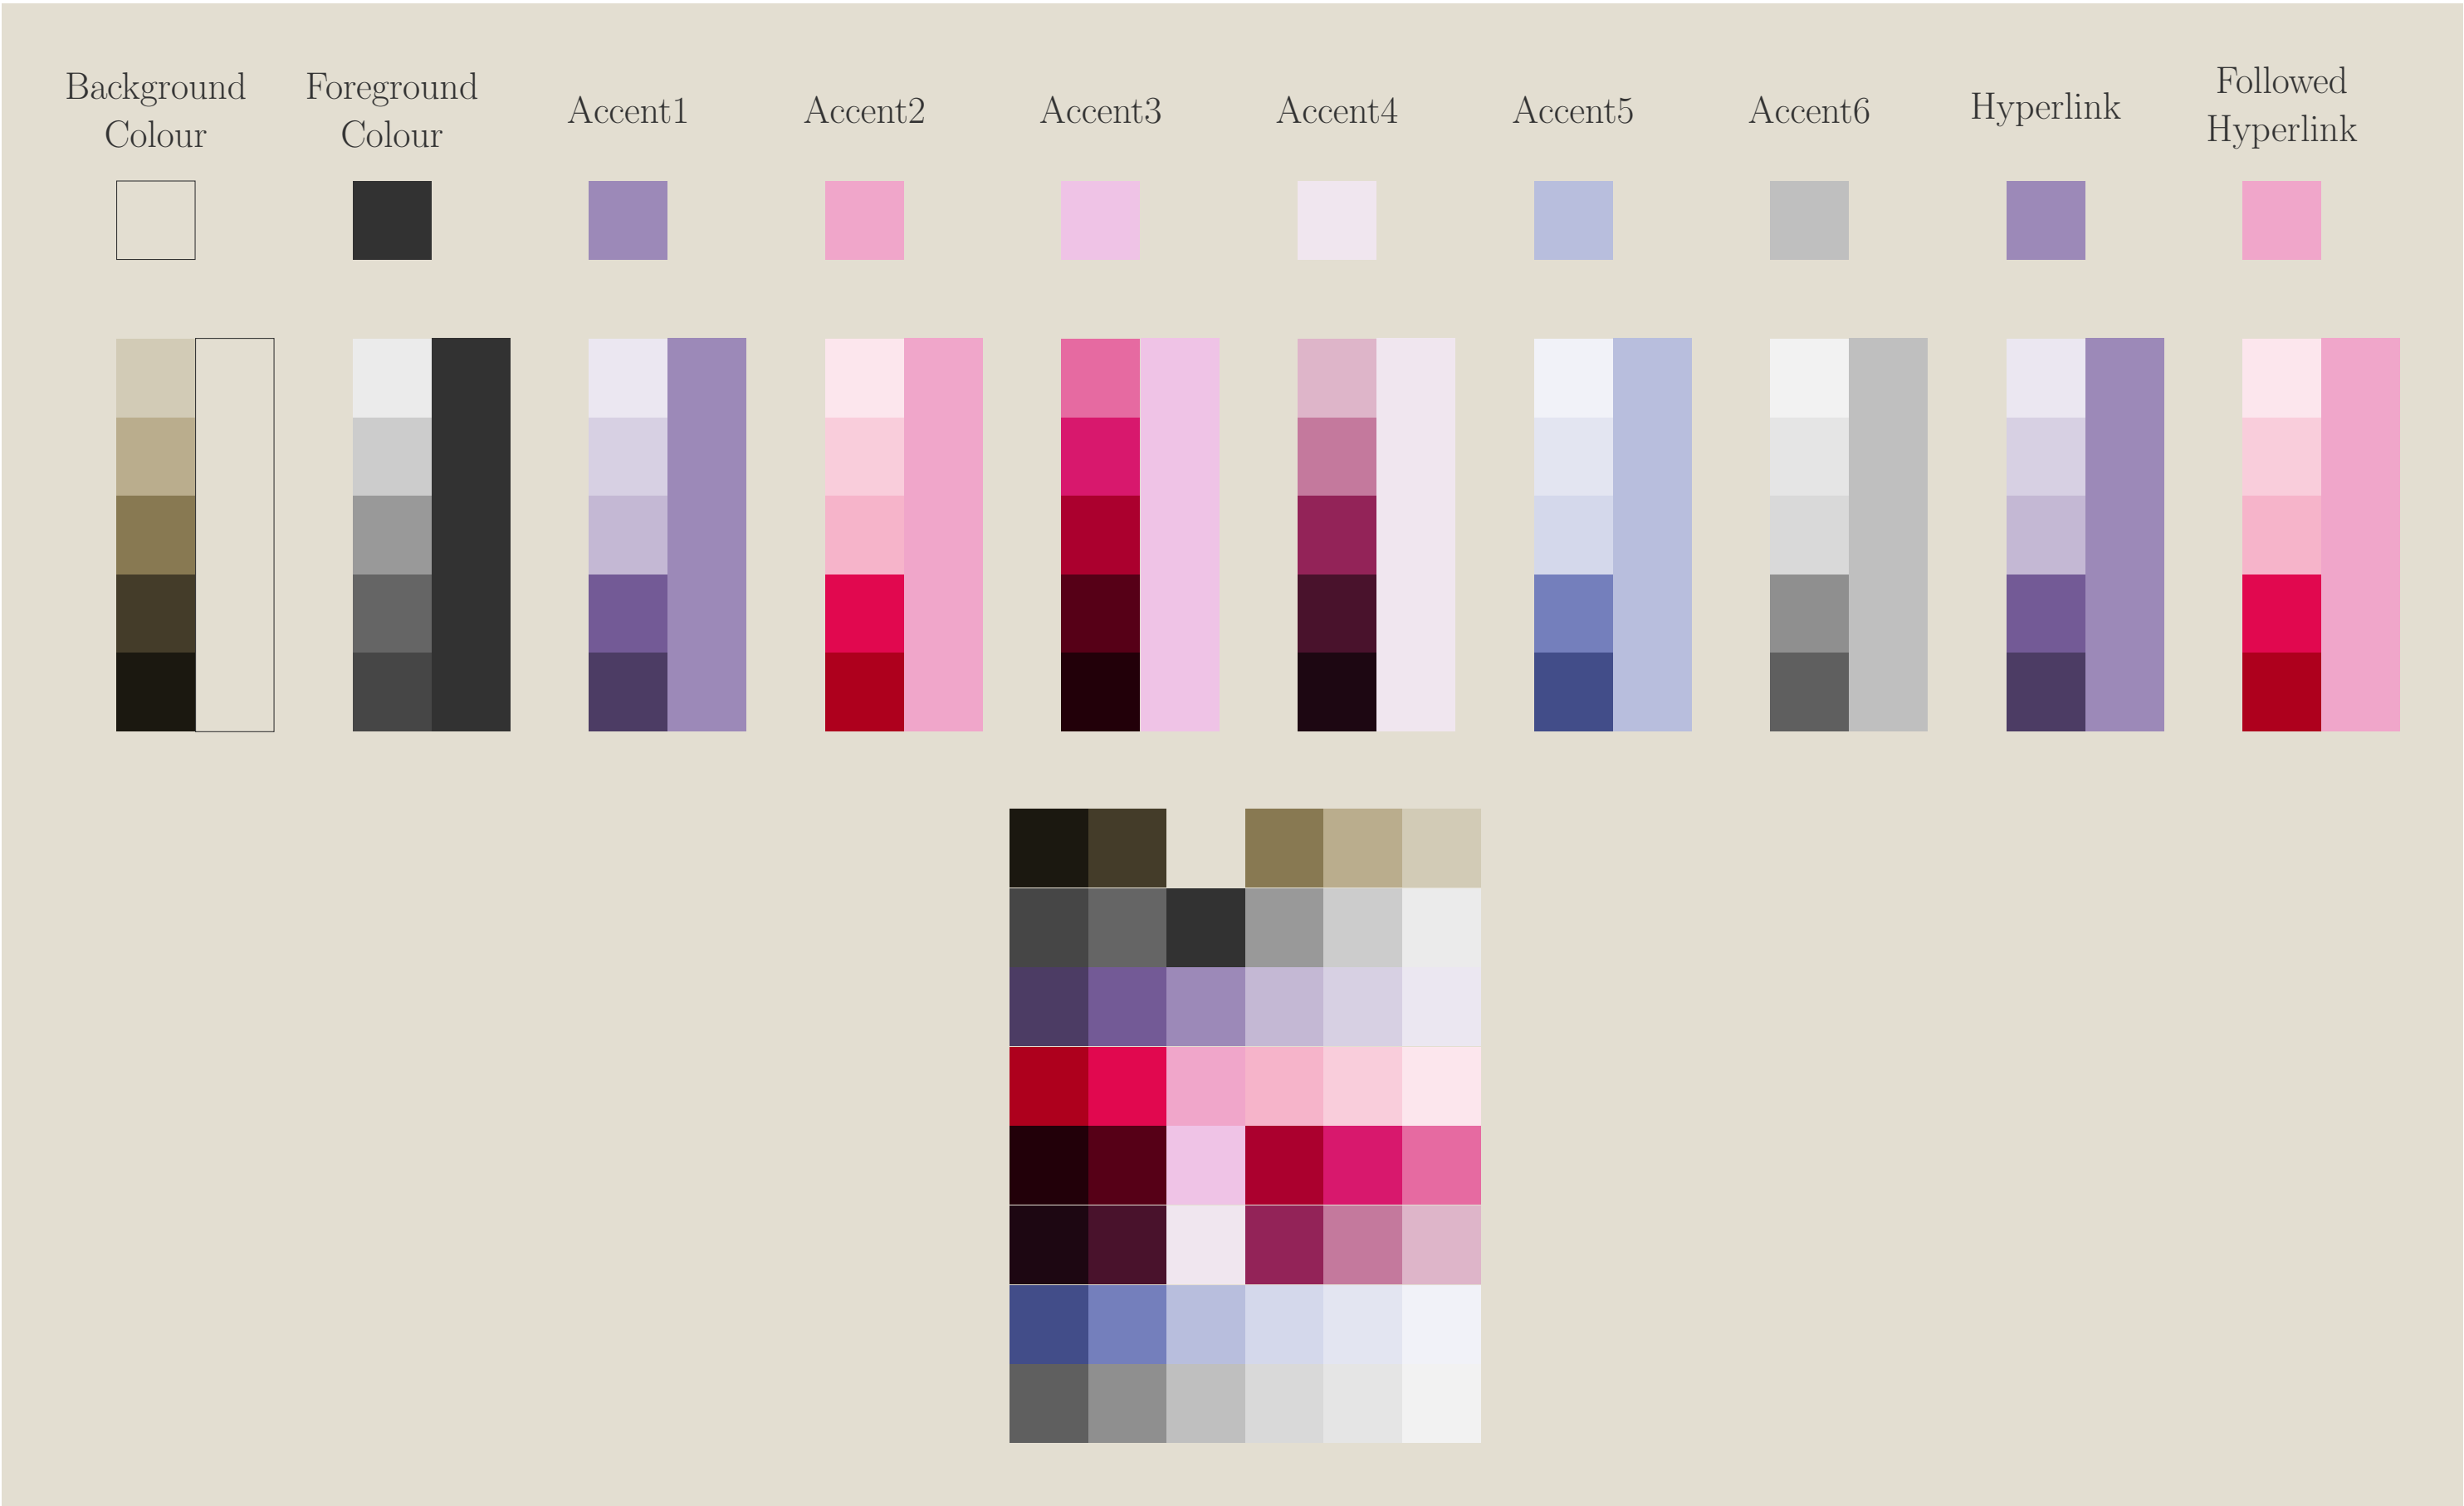 Background
Colour
Foreground
Colour
Accent1
Accent2
Accent3
Accent4
Accent5
Accent6
Hyperlink
Followed
Hyperlink